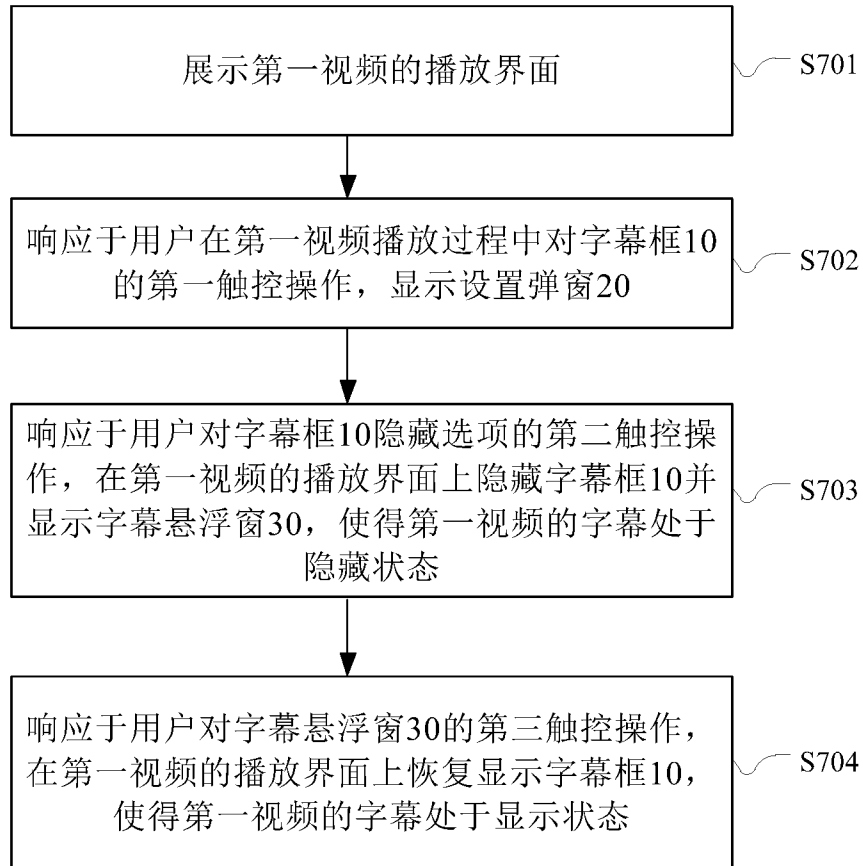 展示第一视频的播放界面
S701
响应于用户在第一视频播放过程中对字幕框10
的第一触控操作，显示设置弹窗20
S702
响应于用户对字幕框10隐藏选项的第二触控操
作，在第一视频的播放界面上隐藏字幕框10并
显示字幕悬浮窗30，使得第一视频的字幕处于
隐藏状态
S703
响应于用户对字幕悬浮窗30的第三触控操作，
在第一视频的播放界面上恢复显示字幕框10，
使得第一视频的字幕处于显示状态
S704